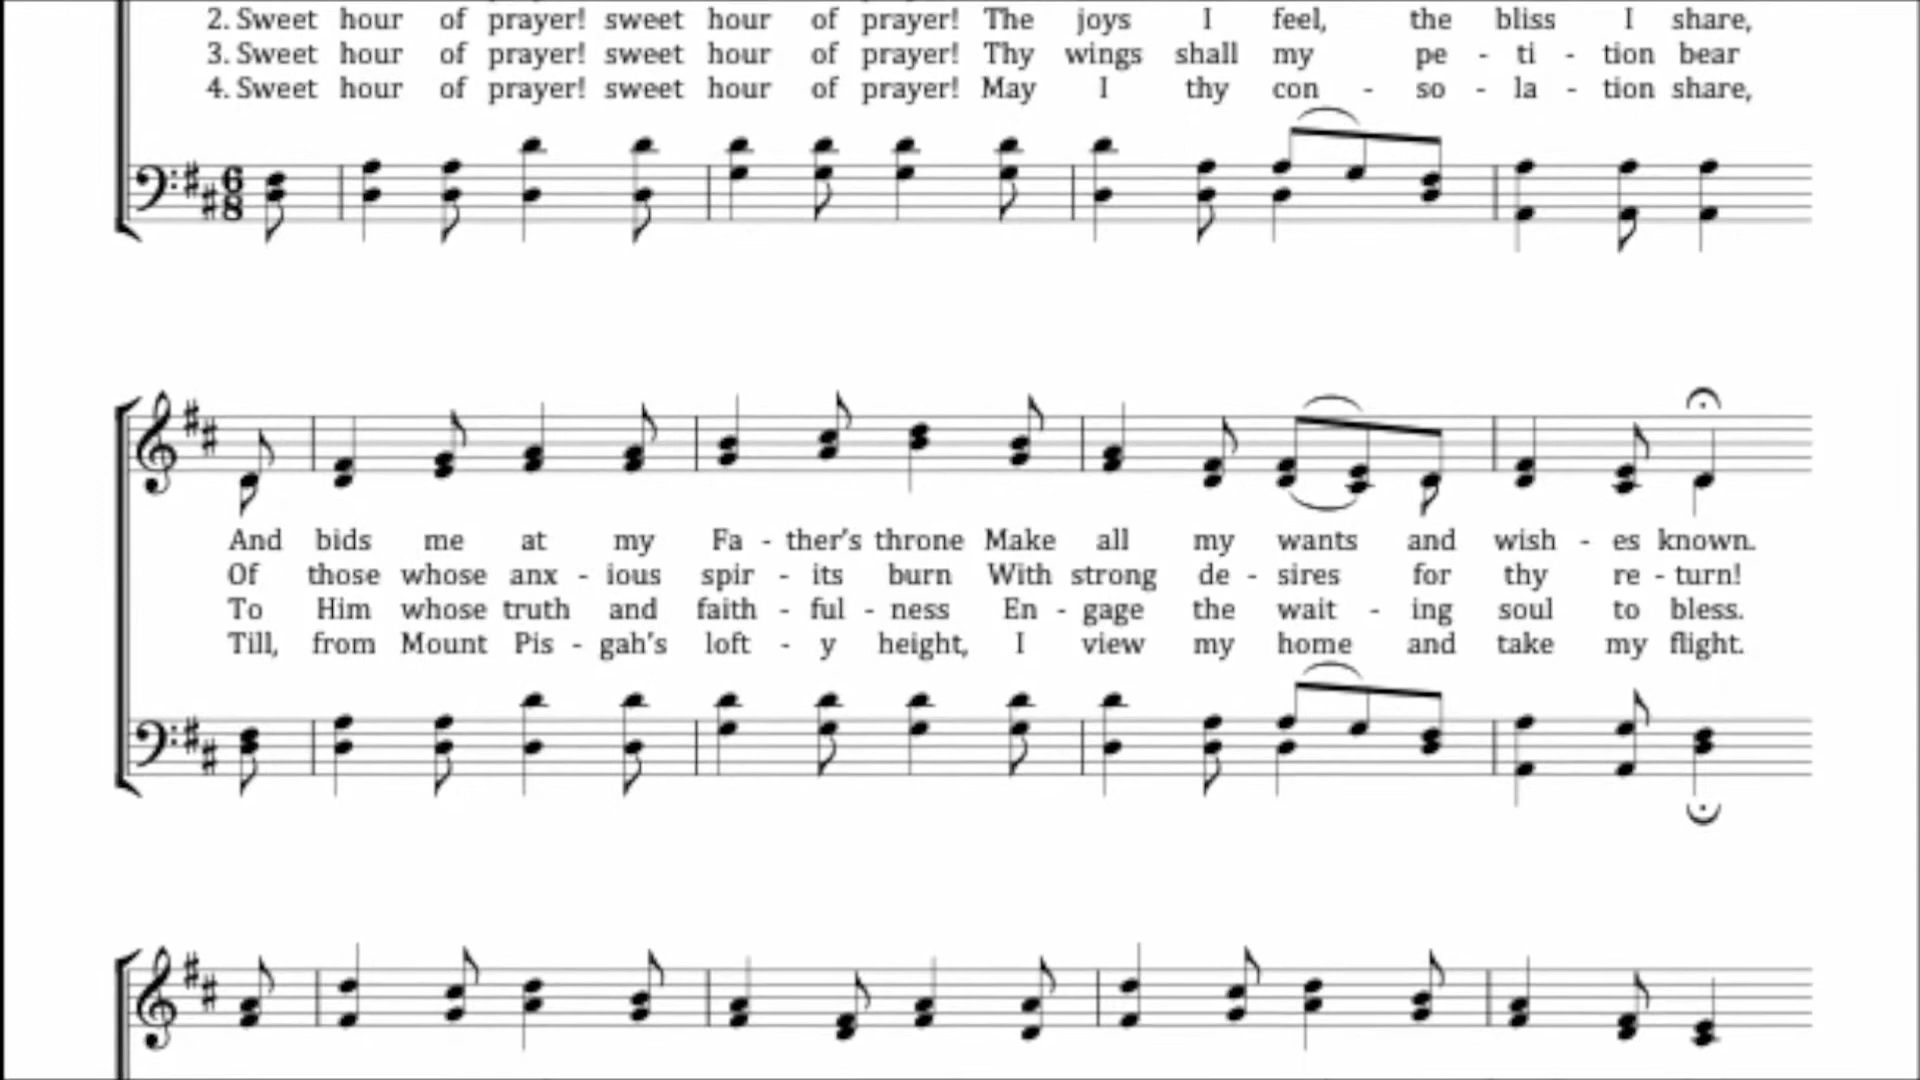 2. Sweet hour of prayer! sweet hour of prayer! The joys I feel, the bliss I share,
3. Sweet hour of prayer! sweet hour of prayer! Thy wings shall my pe - ti - tion bear
4. Sweet hour of prayer! sweet hour of prayer! May I thy con - so - la - tion share,
6
8
And bids me at my Fa - ther's throne Make all my wants and wish - es known.
Of those whose anx - ious spir - its burn With strong de - sires for thy re - turn!
To Him whose truth and faith - ful - ness En - gage the wait - ing soul to bless.
Till, from Mount Pis - gah's loft - y height, I view my home and take my flight.